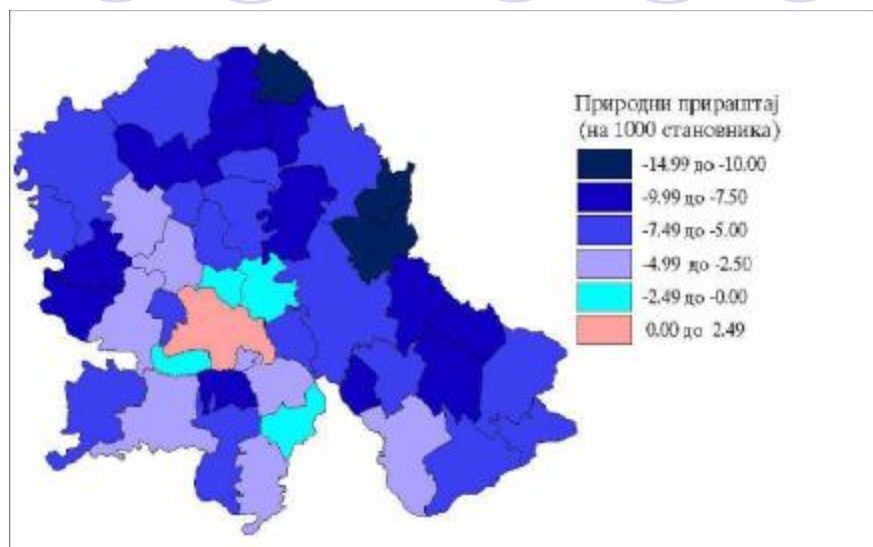 Природни прираштај
(на 1000 становника)
-14.99 до -10.00
-9.99 до -7.50
-7.49 до -5.00
-4.99 до -2.50
-2.49 до -0.00
0.00 до 2.49